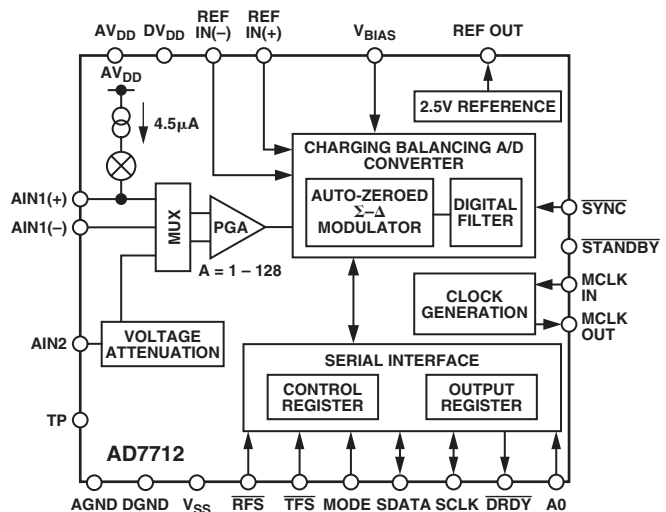 AVDD DVDD REF IN(–) REF IN(+) VBIAS REF OUT
AVDD
4.5µA
2.5V REFERENCE
CHARGING BALANCING A/D
CONVERTER
AUTO-ZEROED
Σ–Δ
MODULATOR
DIGITAL
FILTER
AIN1(+)
AIN1(–)
MUX
PGA
A = 1 – 128
SYNC
STANDBY
MCLK
IN
MCLK
OUT
CLOCK
GENERATION
AIN2
VOLTAGE
ATTENUATION
SERIAL INTERFACE
CONTROL
REGISTER
OUTPUT
REGISTER
TP
AD7712
AGND DGND VSS RFS TFS MODE SDATA SCLK DRDY A0